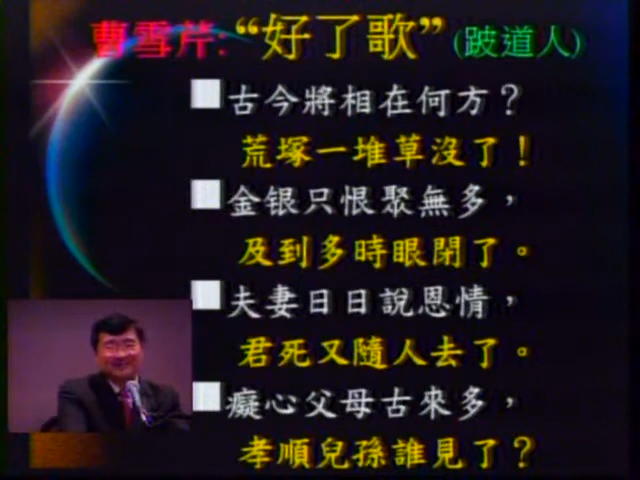 曹雪芹:“好了歌”(跛道人)
古今將相在何方？
荒塚一堆草沒了！
金银只恨聚無多，
及到多時眼閉了。
夫妻日日說恩情，
君死又隨人去了。
癡心父母古來多，
孝順兒孫誰見了？